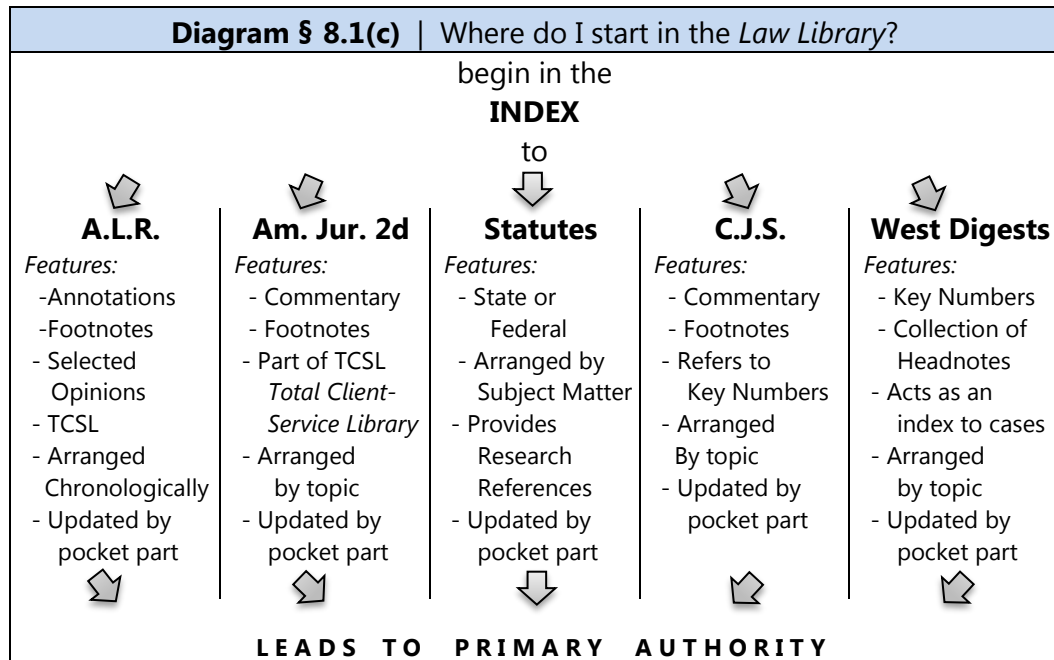 Diagram § 8.1(c) | Where do I start in the Law Library?
begin in the
INDEX
to
A.L.R.
Features:
-Annotations
-Footnotes
- Selected
Opinions
- TCSL
- Arranged
Chronologically
- Updated by
pocket part
Am. Jur. 2d
Features:
- Commentary
- Footnotes
- Part of TCSL
Total Client-
Service Library
- Arranged
by topic
- Updated by
pocket part
Statutes
Features:
- State or
Federal
- Arranged by
Subject Matter
- Provides
Research
References
- Updated by
pocket part
C.J.S.
Features:
- Commentary
- Footnotes
- Refers to
Key Numbers
- Arranged
By topic
- Updated by
pocket part
West Digests
Features:
- Key Numbers
- Collection of
Headnotes
- Acts as an
index to cases
- Arranged
by topic
- Updated by
pocket part
LEADS TO PRIMARY AUTHORITY